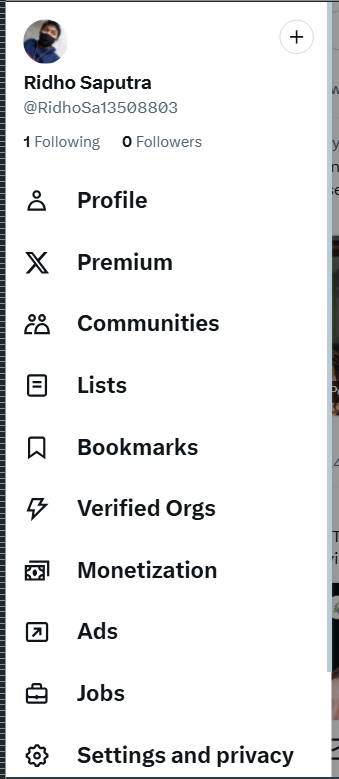 Ridho Saputra
@RidhoSa13508803
1 Following 0 Followers
Profile
Premium
Communities
Lists
Bookmarks
Verified Orgs
Monetization
Ads
Jobs
Settings and privacy